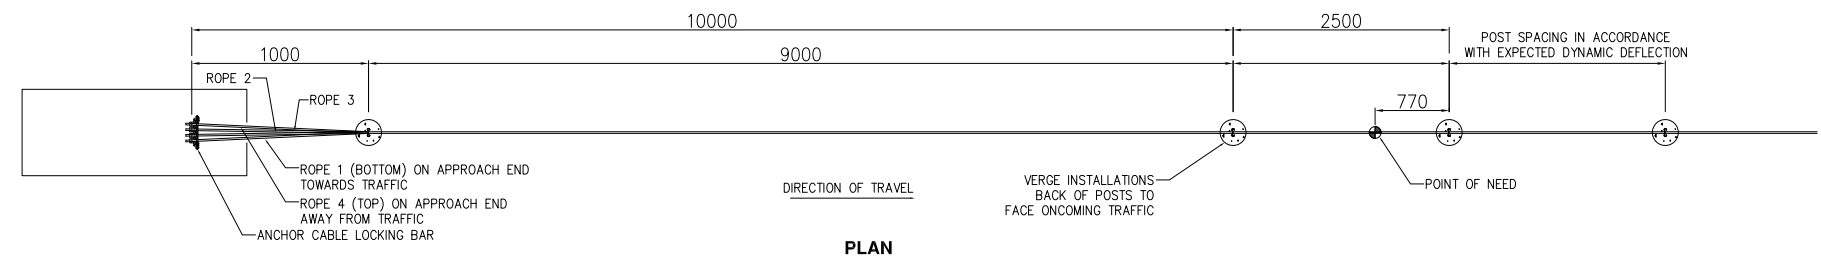 10000
2500
POST SPACING IN ACCORDANCE
WITH EXPECTED DYNAMIC DEFLECTION
1000
9000
ROPE 2
ROPE 3
770
ROPE 1 (BOTTOM) ON APPROACH END
TOWARDS TRAFFIC
ROPE 4 (TOP) ON APPROACH END
AWAY FROM TRAFFIC
ANCHOR CABLE LOCKING BAR
DIRECTION OF TRAVEL
VERGE INSTALLATIONS
BACK OF POSTS TO
FACE ONCOMING TRAFFIC
POINT OF NEED
PLAN